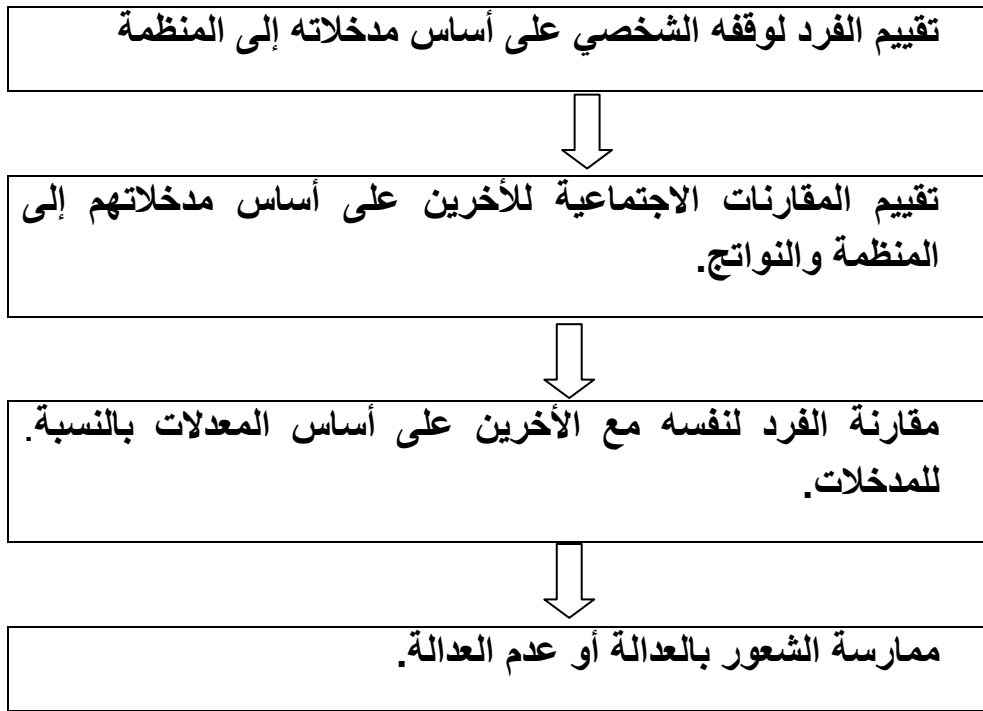 تقييم الفرد لوقفه الشخصي على أساس مدخلاته إلى المنظمة
تقييم المقارنات الاجتماعية للأخرين على أساس مدخلاتهم إلى
المنظمة والنواتج.
مقارنة الفرد لنفسه مع الأخرين على أساس المعدلات بالنسبة.
للمدخلات.
ممارسة الشعور بالعدالة أو عدم العدالة.